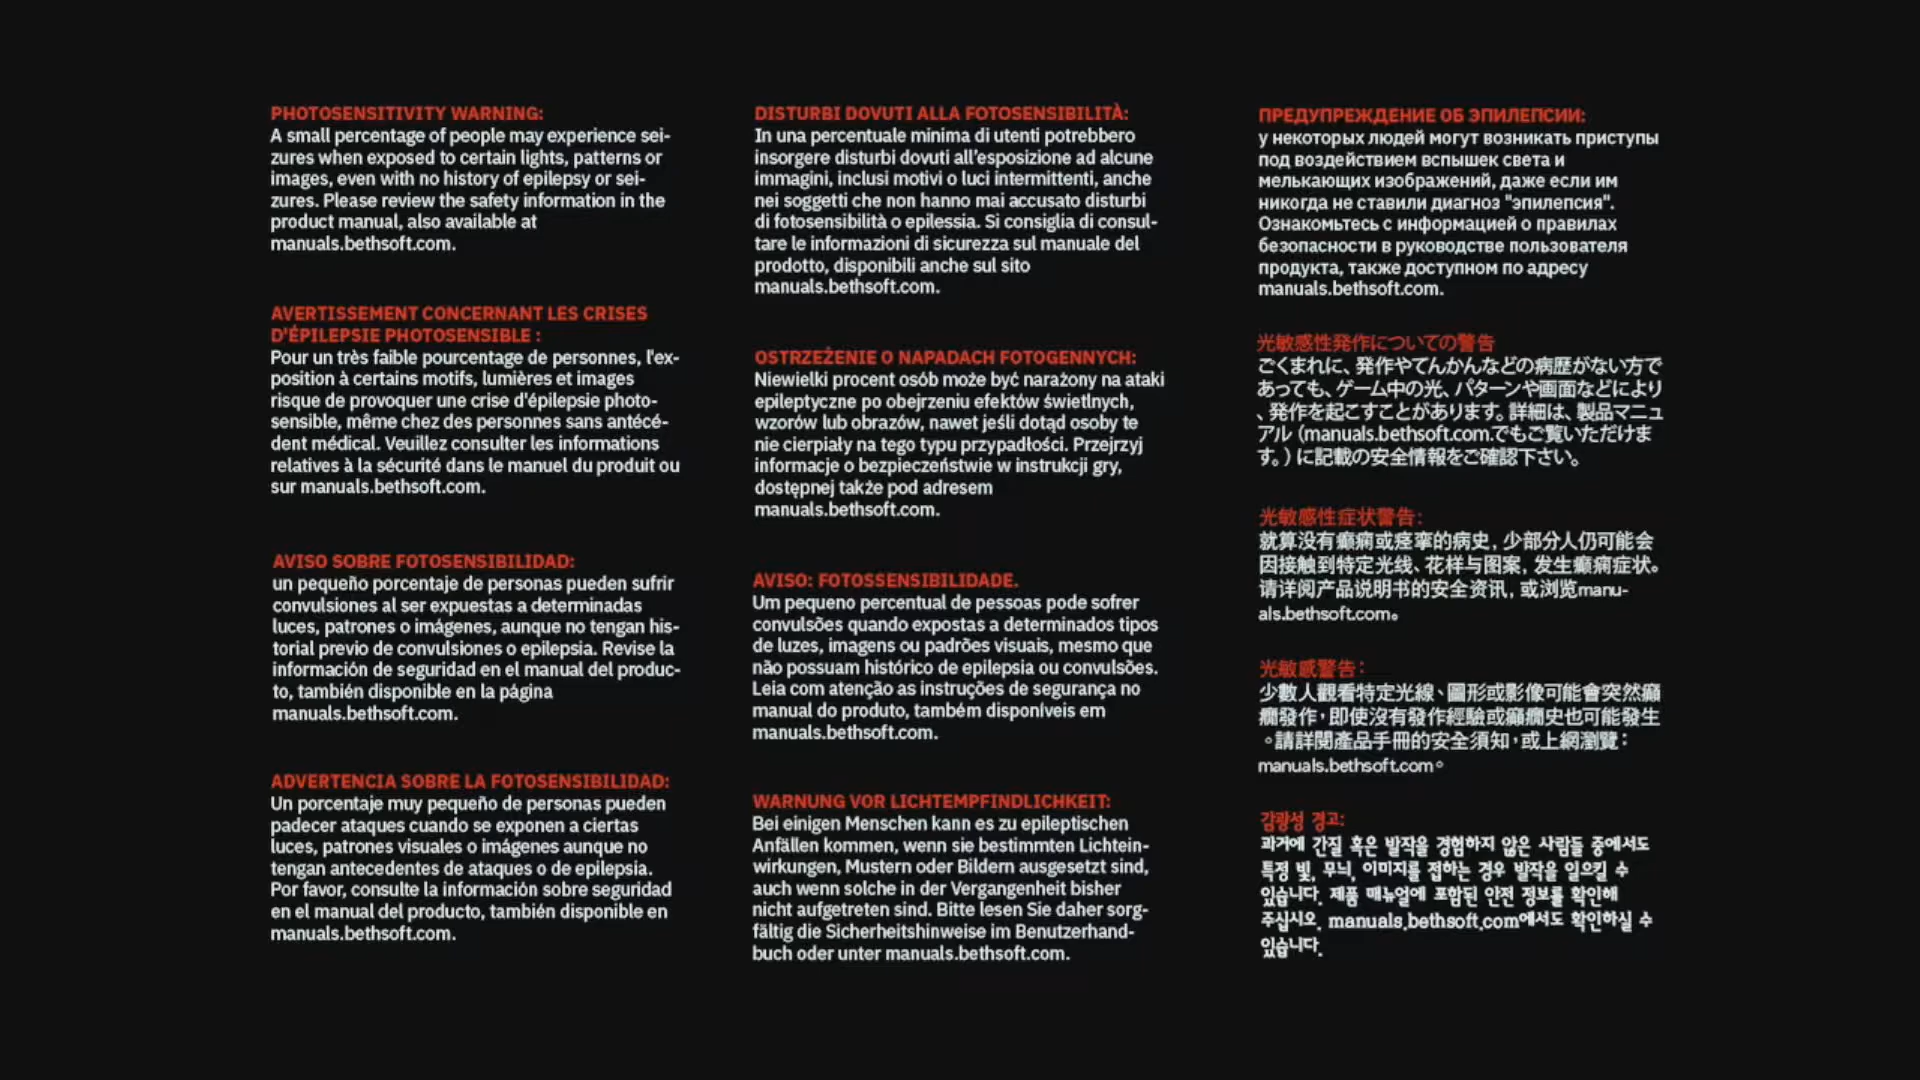 PHOTOSENSITIVITY WARNING:
A small percentage of people may experience sei-
zures when exposed to certain lights, patterns or
images, even with no history of epilepsy or sei-
zures. Please review the safety information in the
product manual, also available at
manuals.bethsoft.com.
AVERTISSEMENT CONCERNANT LES CRISES
D'ÉPILEPSIE PHOTOSENSIBLE :
Pour un très faible pourcentage de personnes, l'ex-
position à certains motifs, lumières et images
risque de provoquer une crise d'épilepsie photo-
sensible, même chez des personnes sans antécé-
dent médical. Veuillez consulter les informations
relatives à la sécurité dans le manuel du produit ou
sur manuals.bethsoft.com.
AVISO SOBRE FOTOSENSIBILIDAD:
un pequeño porcentaje de personas pueden sufrir
convulsiones al ser expuestas a determinadas
luces, patrones o imágenes, aunque no tengan his-
torial previo de convulsiones o epilepsia. Revise la
información de seguridad en el manual del produc-
to, también disponible en la página
manuals.bethsoft.com.
ADVERTENCIA SOBRE LA FOTOSENSIBILIDAD:
Un porcentaje muy pequeño de personas pueden
padecer ataques cuando se exponen a ciertas
luces, patrones visuales o imágenes aunque no
tengan antecedentes de ataques o de epilepsia.
Por favor, consulte la información sobre seguridad
en el manual del producto, también disponible en
manuals.bethsoft.com.
DISTURBI DOVUTI ALLA FOTOSENSIBILITÀ:
In una percentuale minima di utenti potrebbero
insorgere disturbi dovuti all'esposizione ad alcune
immagini, inclusi motivi o luci intermittenti, anche
nei soggetti che non hanno mai accusato disturbi
di fotosensibilità o epilessia. Si consiglia di consul-
tare le informazioni di sicurezza sul manuale del
prodotto, disponibili anche sul sito
manuals.bethsoft.com.
OSTRZEŻENIE O NAPADACH FOTOGENNYCH:
Niewielki procent osób może być narażony na ataki
epileptyczne po obejrzeniu efektów świetlnych,
wzorów lub obrazów, nawet jeśli dotąd osoby te
nie cierpiały na tego typu przypadłości. Przejrzyj
informacje o bezpieczeństwie w instrukcji gry,
dostępnej także pod adresem
manuals.bethsoft.com.
AVISO: FOTOSSENSIBILIDADE.
Um pequeno percentual de pessoas pode sofrer
convulsões quando expostas a determinados tipos
de luzes, imagens ou padrões visuais, mesmo que
não possuam histórico de epilepsia ou convulsões.
Leia com atenção as instruções de segurança no
manual do produto, também disponíveis em
manuals.bethsoft.com.
WARNUNG VOR LICHTEMPFINDLICHKEIT:
Bei einigen Menschen kann es zu epileptischen
Anfällen kommen, wenn sie bestimmten Lichtein-
wirkungen, Mustern oder Bildern ausgesetzt sind,
auch wenn solche in der Vergangenheit bisher
nicht aufgetreten sind. Bitte lesen Sie daher sorg-
fältig die Sicherheitshinweise im Benutzerhand-
buch oder unter manuals.bethsoft.com.
ПРЕДУПРЕЖДЕНИЕ ОБ ЭПИЛЕПСИИ:
у некоторых людей могут возникать приступы
под воздействием вспышек света и
мелькающих изображений, даже если им
никогда не ставили диагноз "эпилепсия".
Ознакомьтесь с информацией о правилах
безопасности в руководстве пользователя
продукта, также доступном по адресу
manuals.bethsoft.com.
光敏感性発作についての警告
ごくまれに、発作やてんかんなどの病歴がない方で
あっても、ゲーム中の光、パターンや画面などにより
、発作を起こすことがあります。詳細は、製品マニュ
アル（manuals.bethsoft.com.でもご覧いただけま
す。）に記載の安全情報をご確認下さい。
光敏感性症状警告：
就算没有癫痫或痉挛的病史，少部分人仍可能会
因接触到特定光线、花样与图案，发生癫痫症状。
请详阅产品说明书的安全资讯，或浏览manu-
als.bethsoft.com。
光敏感警告：
少數人觀看特定光線、圖形或影像可能會突然癲
癇發作，即使沒有發作經驗或癲癇史也可能發生
。請詳閱產品手冊的安全須知，或上網瀏覽：
manuals.bethsoft.com。
감광성 경고:
과거에 간질 혹은 발작을 경험하지 않은 사람들 중에서도
특정 빛, 무늬, 이미지를 접하는 경우 발작을 일으킬 수
있습니다. 제품 매뉴얼에 포함된 안전 정보를 확인해
주십시오. manuals.bethsoft.com에서도 확인하실 수
있습니다.